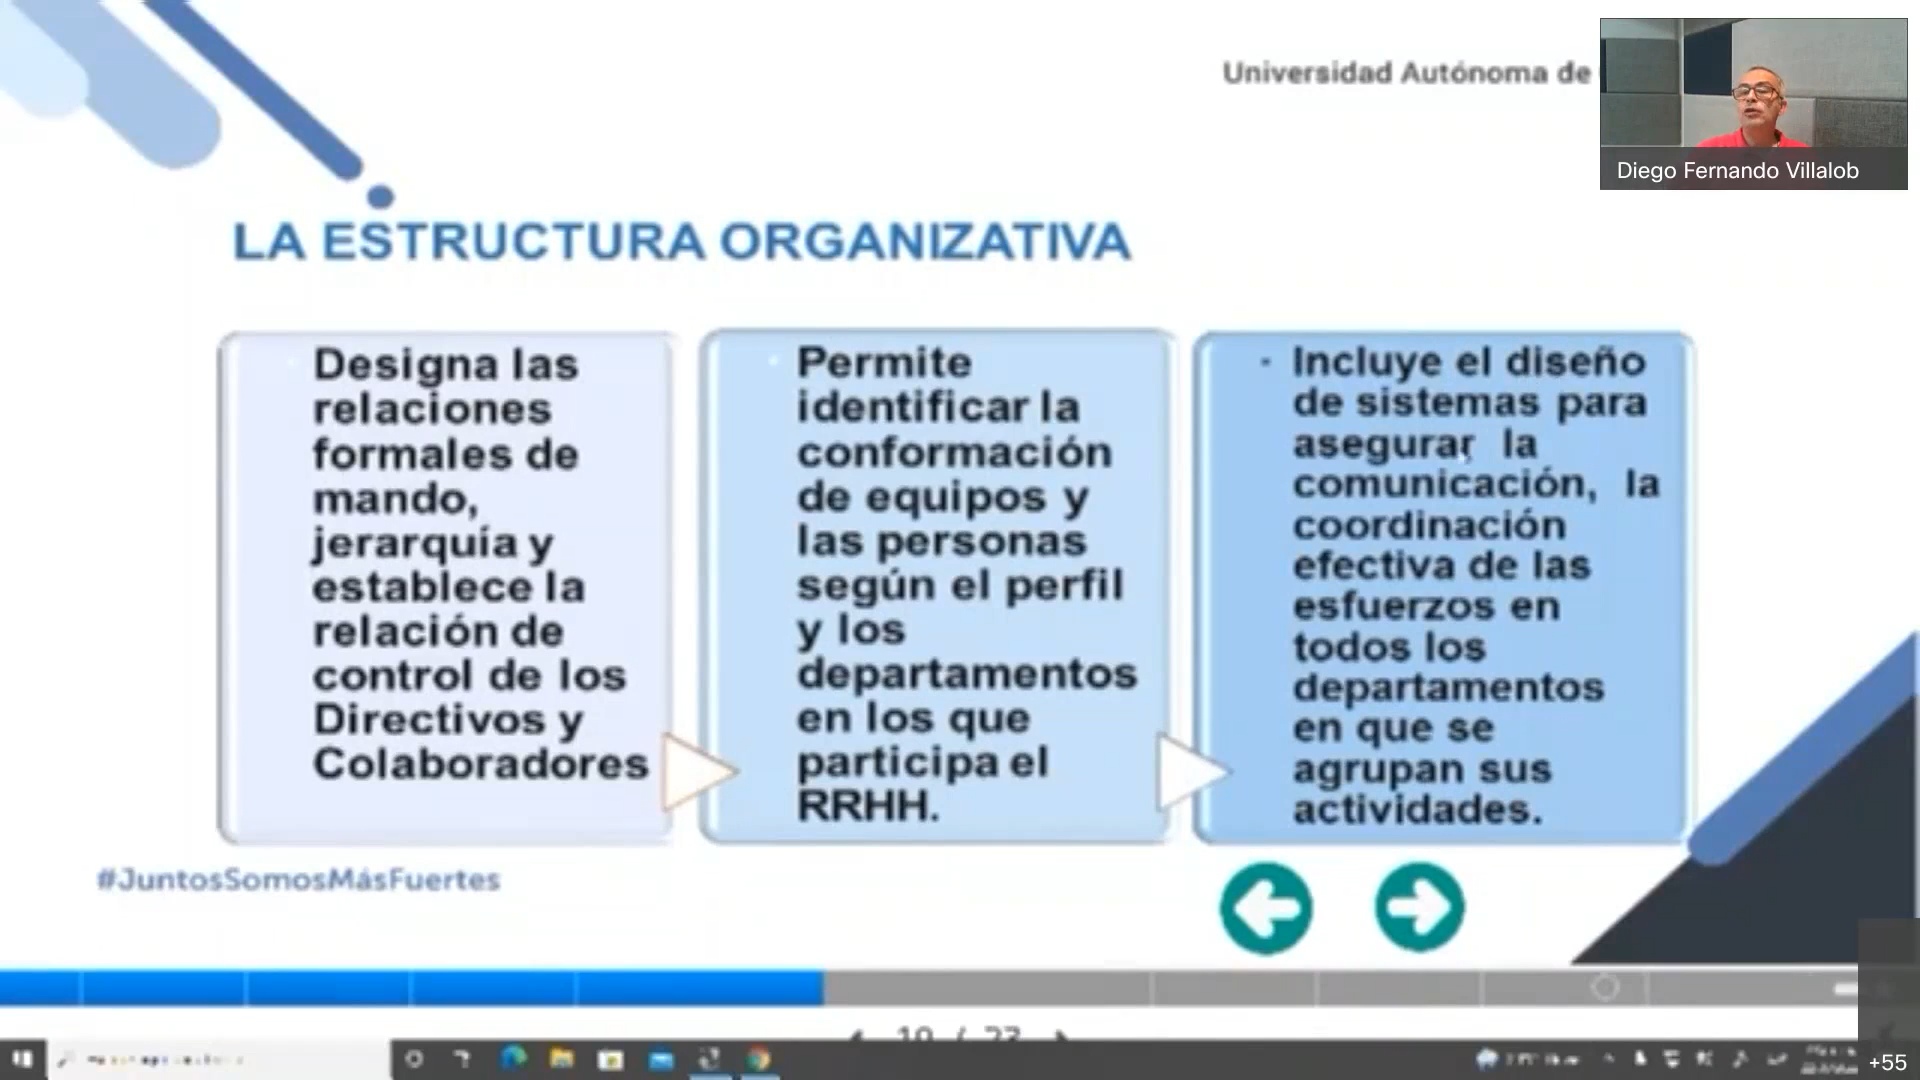 Universidad Autónoma de
Diego Fernando Villalob
LA ESTRUCTURA ORGANIZATIVA
Designa las
relaciones
formales de
mando,
jerarquía y
establece la
relación de
control de los
Directivos y
Colaboradores
Permite
identificar la
conformación
de equipos y
las personas
según el perfil
y los
departamentos
en los que
participa el
RRHH.
· Incluye el diseño
de sistemas para
asegurar la
comunicación, la
coordinación
efectiva de las
esfuerzos en
todos los
departamentos
en que se
agrupan sus
actividades.
#JuntosSomosMásFuertes
+55